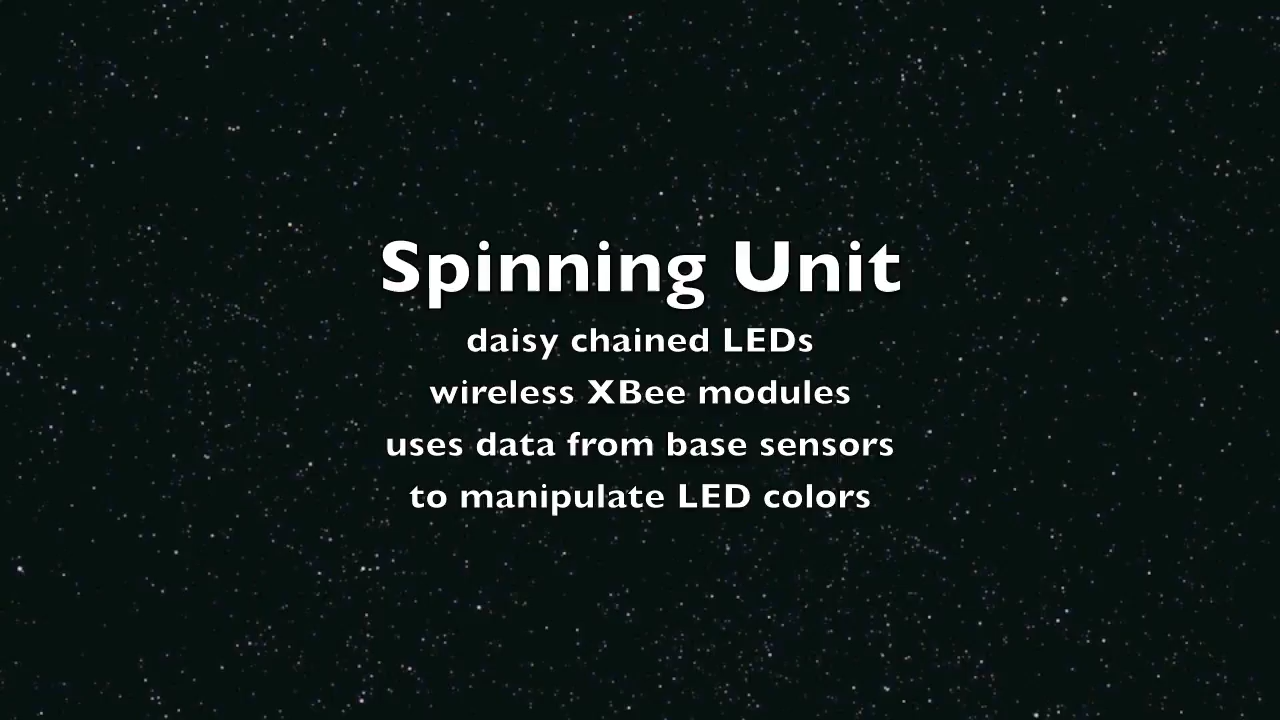 Spinning Unit
daisy chained LEDs
wireless XBee modules
uses data from base sensors
to manipulate LED colors